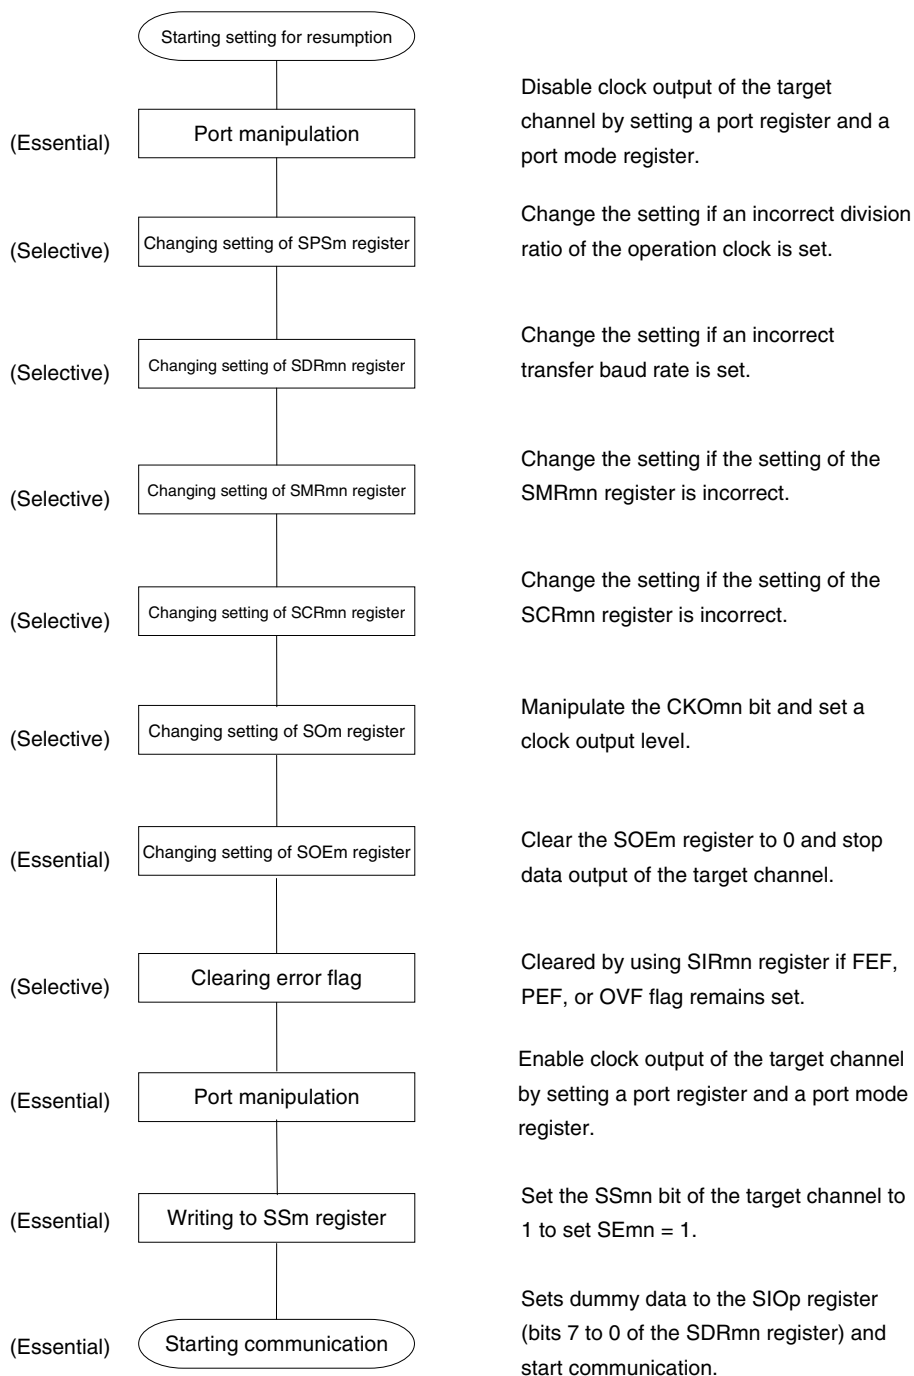 Starting setting for resumption
(Essential)
Port manipulation
Disable clock output of the target
channel by setting a port register and a
port mode register.
(Selective)
Changing setting of SPSm register
Change the setting if an incorrect division
ratio of the operation clock is set.
(Selective)
Changing setting of SDRmn register
Change the setting if an incorrect
transfer baud rate is set.
(Selective)
Changing setting of SMRmn register
Change the setting if the setting of the
SMRmn register is incorrect.
(Selective)
Changing setting of SCRmn register
Change the setting if the setting of the
SCRmn register is incorrect.
(Selective)
Changing setting of SOm register
Manipulate the CKOmn bit and set a
clock output level.
(Essential)
Changing setting of SOEm register
Clear the SOEm register to 0 and stop
data output of the target channel.
(Selective)
Clearing error flag
Cleared by using SIRmn register if FEF,
PEF, or OVF flag remains set.
(Essential)
Port manipulation
Enable clock output of the target channel
by setting a port register and a port mode
register.
(Essential)
Writing to SSm register
Set the SSmn bit of the target channel to
1 to set SEmn = 1.
(Essential)
Starting communication
Sets dummy data to the SIOp register
(bits 7 to 0 of the SDRmn register) and
start communication.